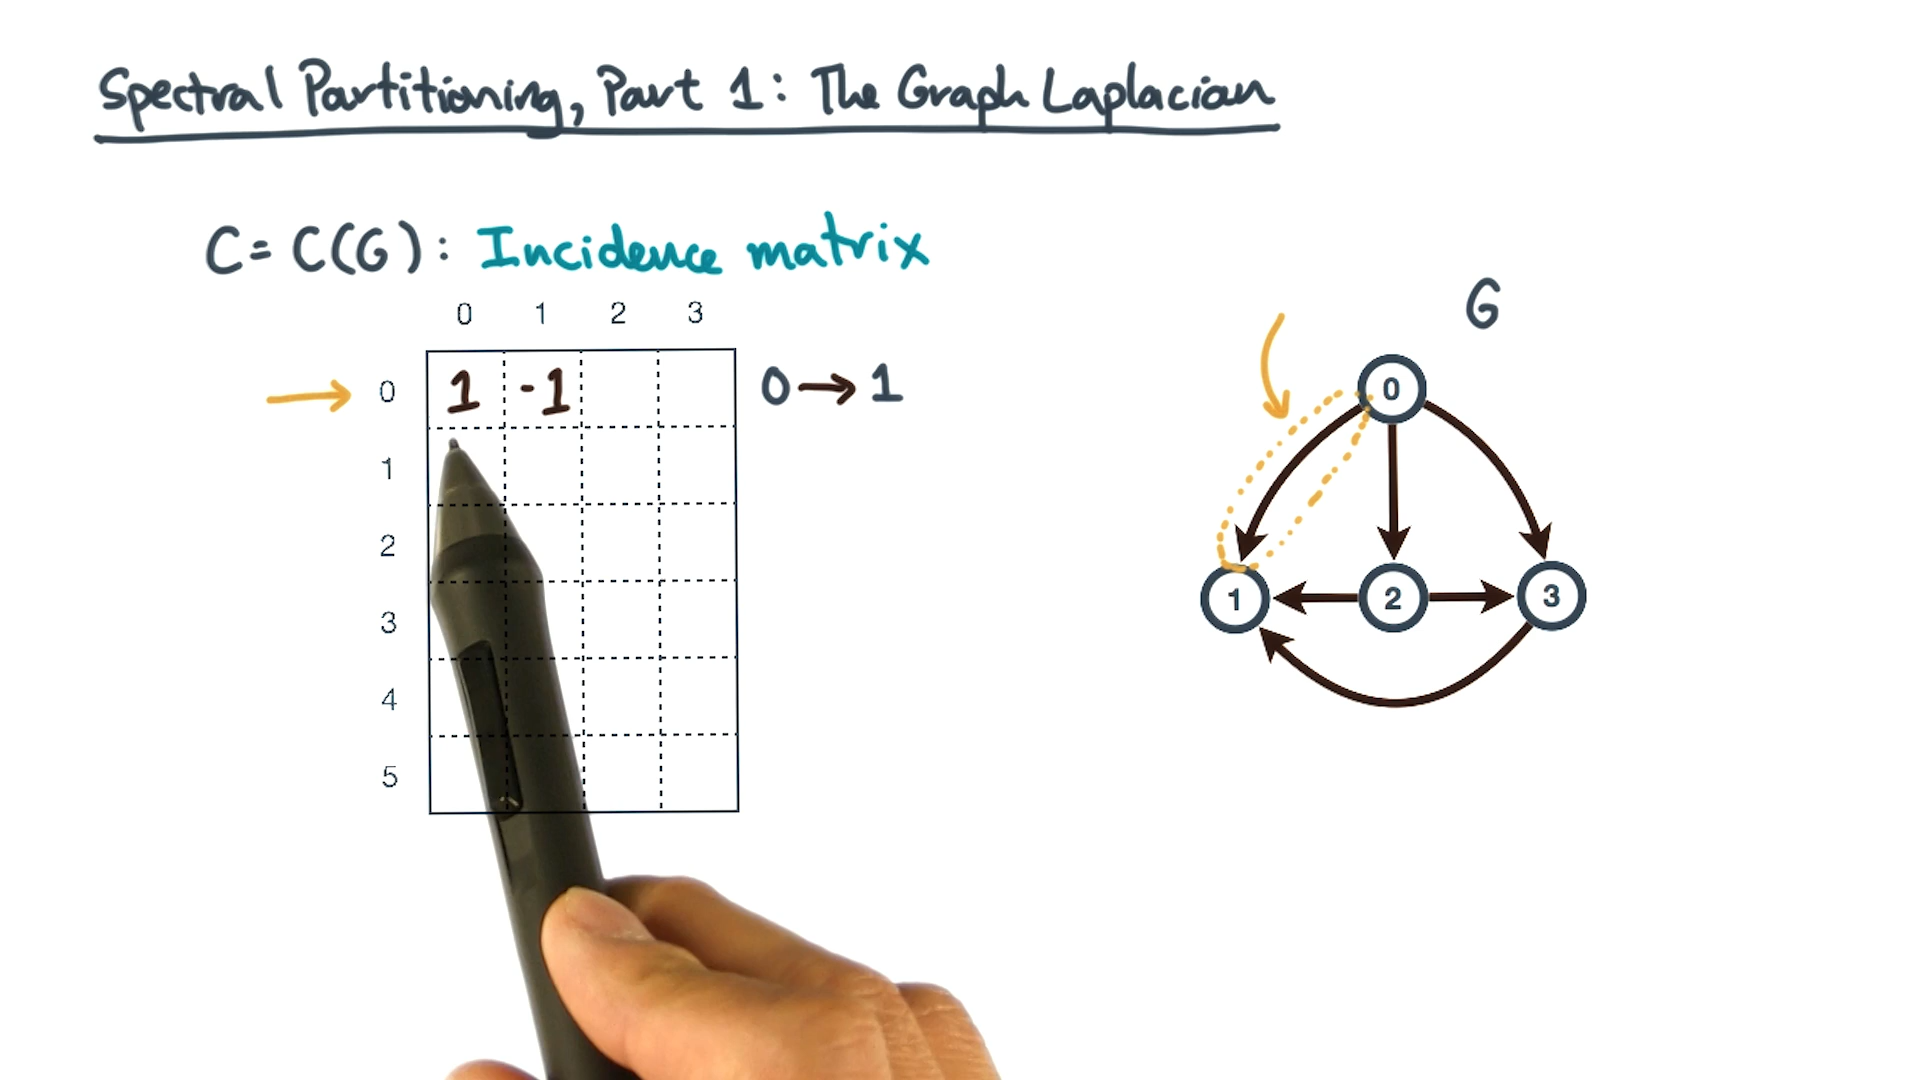 Spectral Partitioning, Part 1: The Graph Laplacian
C = C(G): Incidence matrix
G
0 1 2 3
0 1 -1 0 → 1
1
2
3
4
5
0
1 2 3